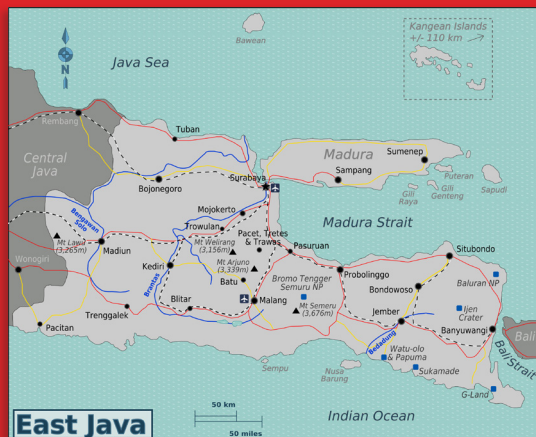 Kangean Islands
+/- 110 km
Bawean
N
Java Sea
Rembang
Tuban
Central
Java
Madura
Sumenep
Surabaya
Sampang
Puteran
Gili
Genteng
Gili
Raya
Sapudi
Bojonegoro
Mojokerto
Trowulan
Bengawan
Solo
Madura Strait
Mt Lawu
(3,265m)
Madiun
Mt Welirang
(3,156m)
Pacet, Tretes
& Trawas
Pasuruan
Situbondo
Wonogiri
Kediri
Mt Arjuno
(3,339m)
Bromo Tengger
Semuru NP
Probolinggo
Baluran NP
Brantas
Batu
Bondowoso
Malang
Mt Semeru
(3,676m)
Ijen
Crater
Trenggalek
Blitar
Jember
Banyuwangi
Pacitan
Bedadung
Bali
Bali Strait
Watu-olo
& Papuma
Sempu
Nusa
Barung
Sukamade
G-Land
50 km
50 miles
Indian Ocean
East Java